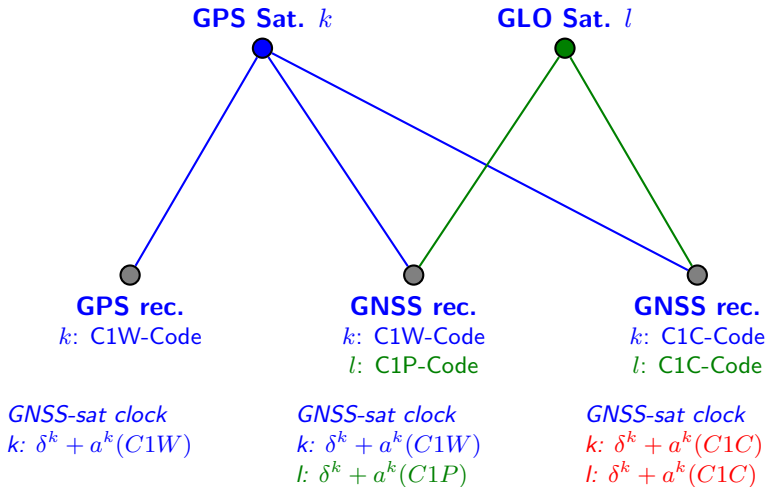 GPS Sat. k
GLO Sat. l
GPS rec.
k: C1W-Code
GNSS rec.
k: C1W-Code
l: C1P-Code
GNSS rec.
k: C1C-Code
l: C1C-Code
GNSS-sat clock
k: δ^k + a^k(C1W)
GNSS-sat clock
k: δ^k + a^k(C1W)
l: δ^k + a^k(C1P)
GNSS-sat clock
k: δ^k + a^k(C1C)
l: δ^k + a^k(C1C)